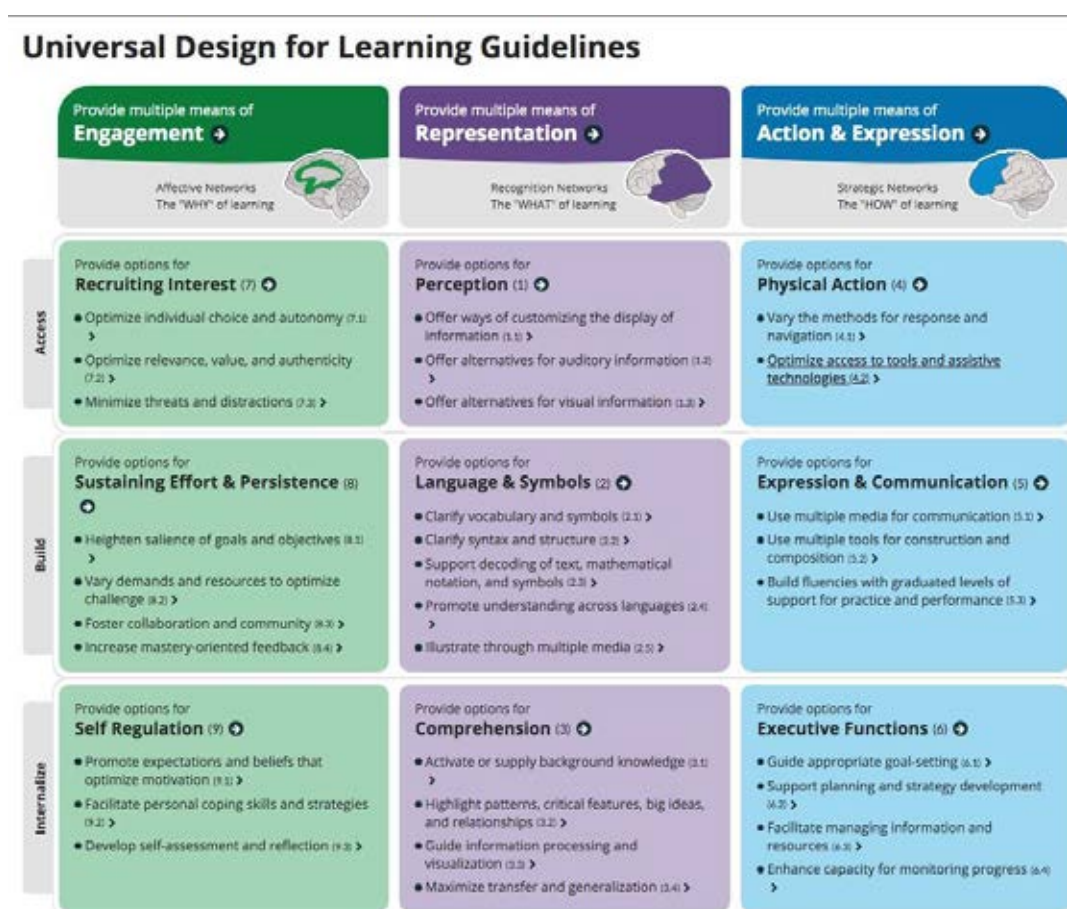 Universal Design for Learning Guidelines
Provide multiple means of
Engagement
Affective Networks
The "WHY" of learning
Provide multiple means of
Representation
Recognition Networks
The "WHAT" of learning
Provide multiple means of
Action & Expression
Strategic Networks
The "HOW" of learning
Access
Provide options for
Recruiting Interest (7)
• Optimize individual choice and autonomy (7.1)
• Optimize relevance, value, and authenticity
(7.2)
• Minimize threats and distractions (7.3)
Provide options for
Perception (1)
• Offer ways of customizing the display of
information (1.1)
• Offer alternatives for auditory information (1.2)
• Offer alternatives for visual information (1.3)
Provide options for
Physical Action (4)
• Vary the methods for response and
navigation (4.1)
• Optimize access to tools and assistive
technologies (4.2)
Build
Provide options for
Sustaining Effort & Persistence (8)
• Heighten salience of goals and objectives (8.1)
• Vary demands and resources to optimize
challenge (8.2)
• Foster collaboration and community (8.3)
• Increase mastery-oriented feedback (8.4)
Provide options for
Language & Symbols (2)
• Clarify vocabulary and symbols (2.1)
• Clarify syntax and structure (2.2)
• Support decoding of text, mathematical
notation, and symbols (2.3)
• Promote understanding across languages (2.4)
• Illustrate through multiple media (2.5)
Provide options for
Expression & Communication (5)
• Use multiple media for communication (5.1)
• Use multiple tools for construction and
composition (5.2)
• Build fluencies with graduated levels of
support for practice and performance (5.3)
Internalize
Provide options for
Self Regulation (9)
• Promote expectations and beliefs that
optimize motivation (9.1)
• Facilitate personal coping skills and strategies
(9.2)
• Develop self-assessment and reflection (9.3)
Provide options for
Comprehension (3)
• Activate or supply background knowledge (3.1)
• Highlight patterns, critical features, big ideas,
and relationships (3.2)
• Guide information processing and
visualization (3.3)
• Maximize transfer and generalization (3.4)
Provide options for
Executive Functions (6)
• Guide appropriate goal-setting (6.1)
• Support planning and strategy development
(6.2)
• Facilitate managing information and
resources (6.3)
• Enhance capacity for monitoring progress (6.4)